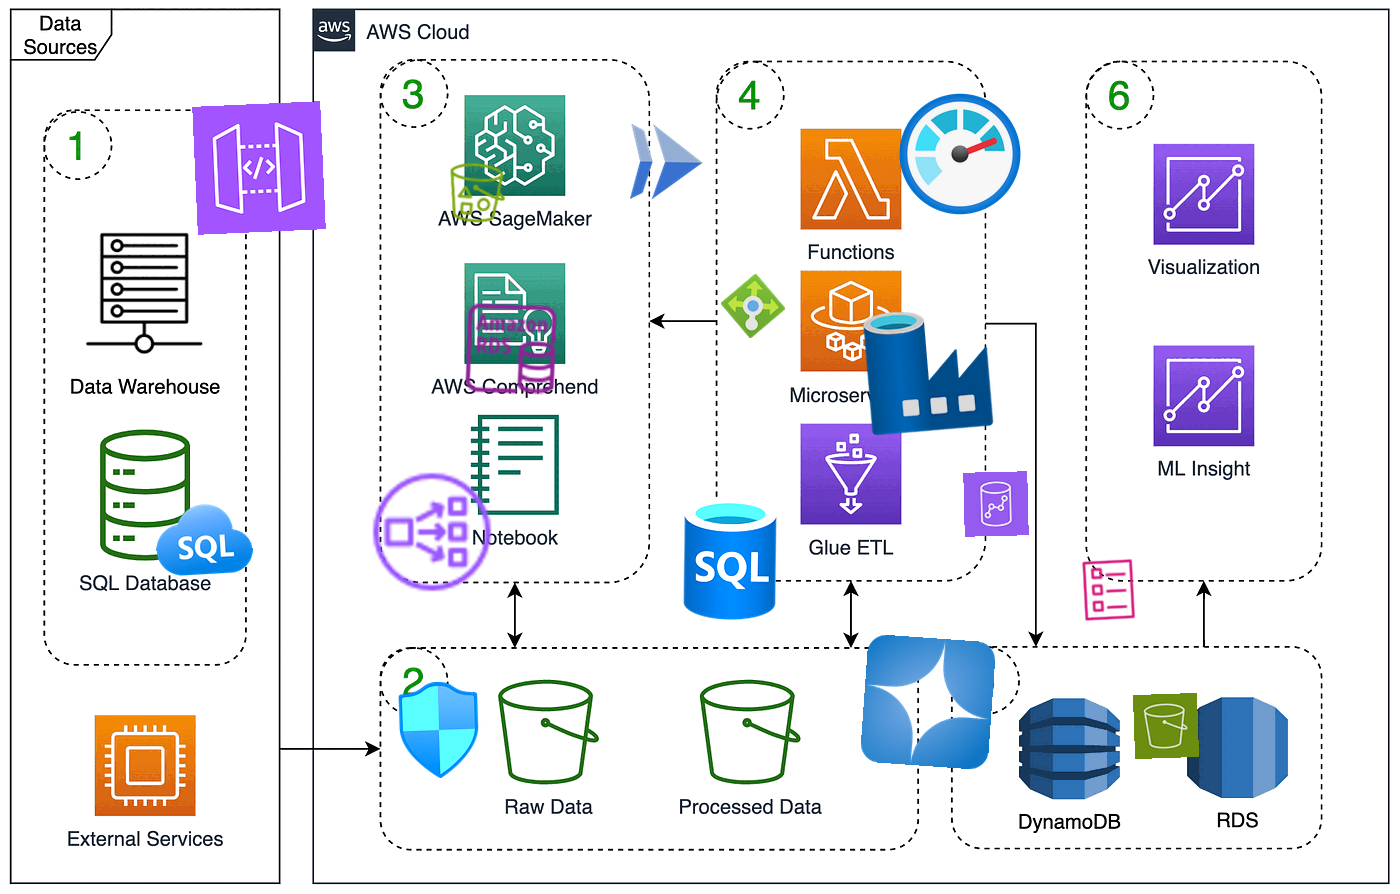 Data
Sources
aws
AWS Cloud
1
Data Warehouse
SQL
SQL Database
External Services
3
AWS SageMaker
Amazon
RDS
AWS Comprehend
Notebook
4
Functions
Glue ETL
SQL
6
Visualization
ML Insight
2
Raw Data
Processed Data
DynamoDB
RDS